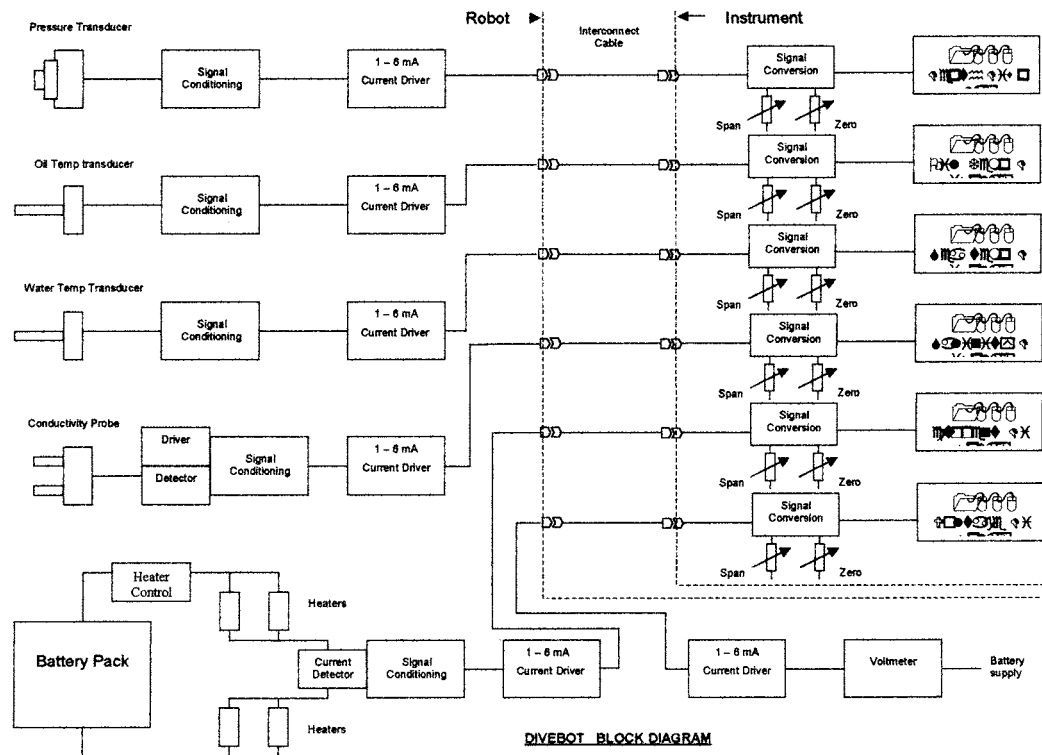 Robot
Instrument
Interconnect
Cable
Pressure Transducer
Signal
Conditioning
1 – 6 mA
Current Driver
Signal
Conversion
Span
Zero
Oil Temp transducer
Signal
Conditioning
1 – 6 mA
Current Driver
Signal
Conversion
Span
Zero
Water Temp Transducer
Signal
Conditioning
1 – 6 mA
Current Driver
Signal
Conversion
Span
Zero
Conductivity Probe
Driver
Detector
Signal
Conditioning
1 – 6 mA
Current Driver
Signal
Conversion
Span
Zero
Signal
Conversion
Span
Zero
Signal
Conversion
Span
Zero
Heater
Control
Heaters
Battery Pack
Current
Detector
Signal
Conditioning
1 – 6 mA
Current Driver
1 – 6 mA
Current Driver
Voltmeter
Battery
supply
Heaters
DIVEBOT BLOCK DIAGRAM